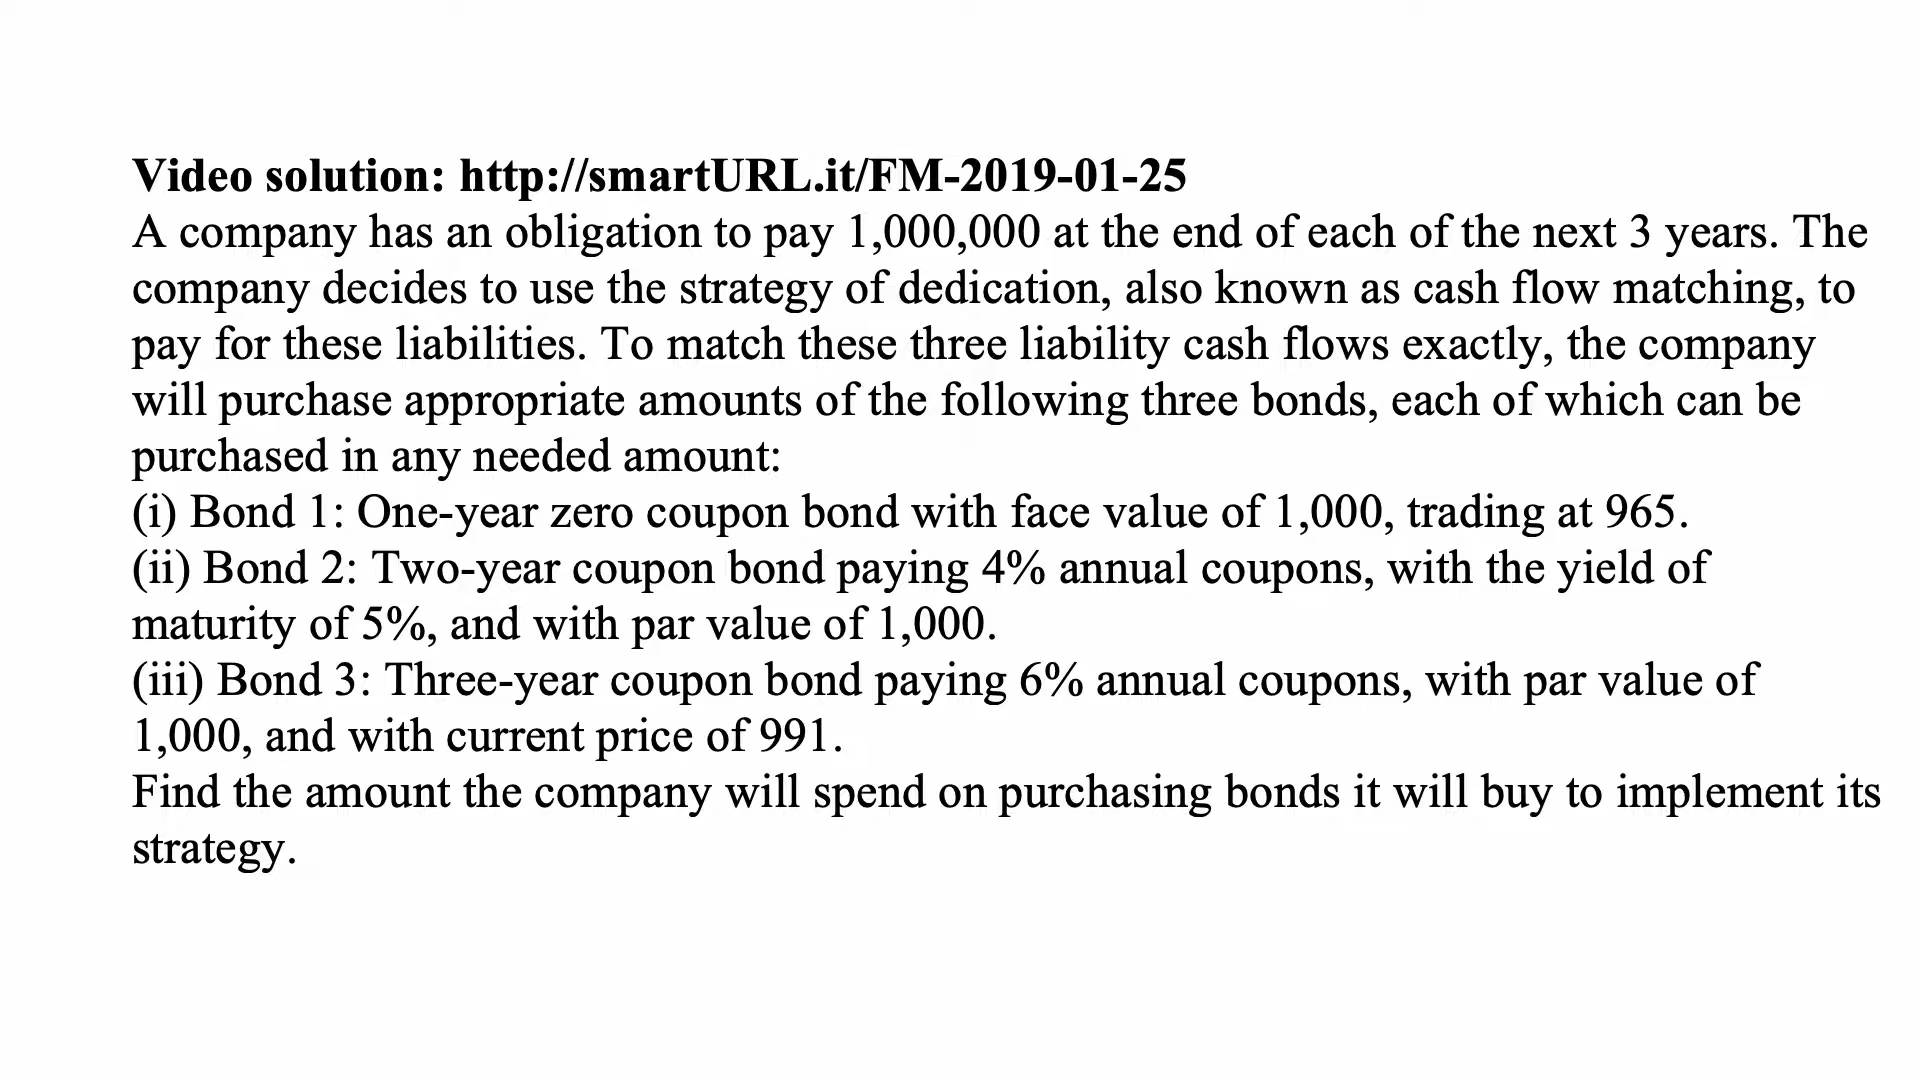 Video solution: http://smartURL.it/FM-2019-01-25
A company has an obligation to pay 1,000,000 at the end of each of the next 3 years. The
company decides to use the strategy of dedication, also known as cash flow matching, to
pay for these liabilities. To match these three liability cash flows exactly, the company
will purchase appropriate amounts of the following three bonds, each of which can be
purchased in any needed amount:
(i) Bond 1: One-year zero coupon bond with face value of 1,000, trading at 965.
(ii) Bond 2: Two-year coupon bond paying 4% annual coupons, with the yield of
maturity of 5%, and with par value of 1,000.
(iii) Bond 3: Three-year coupon bond paying 6% annual coupons, with par value of
1,000, and with current price of 991.
Find the amount the company will spend on purchasing bonds it will buy to implement its
strategy.